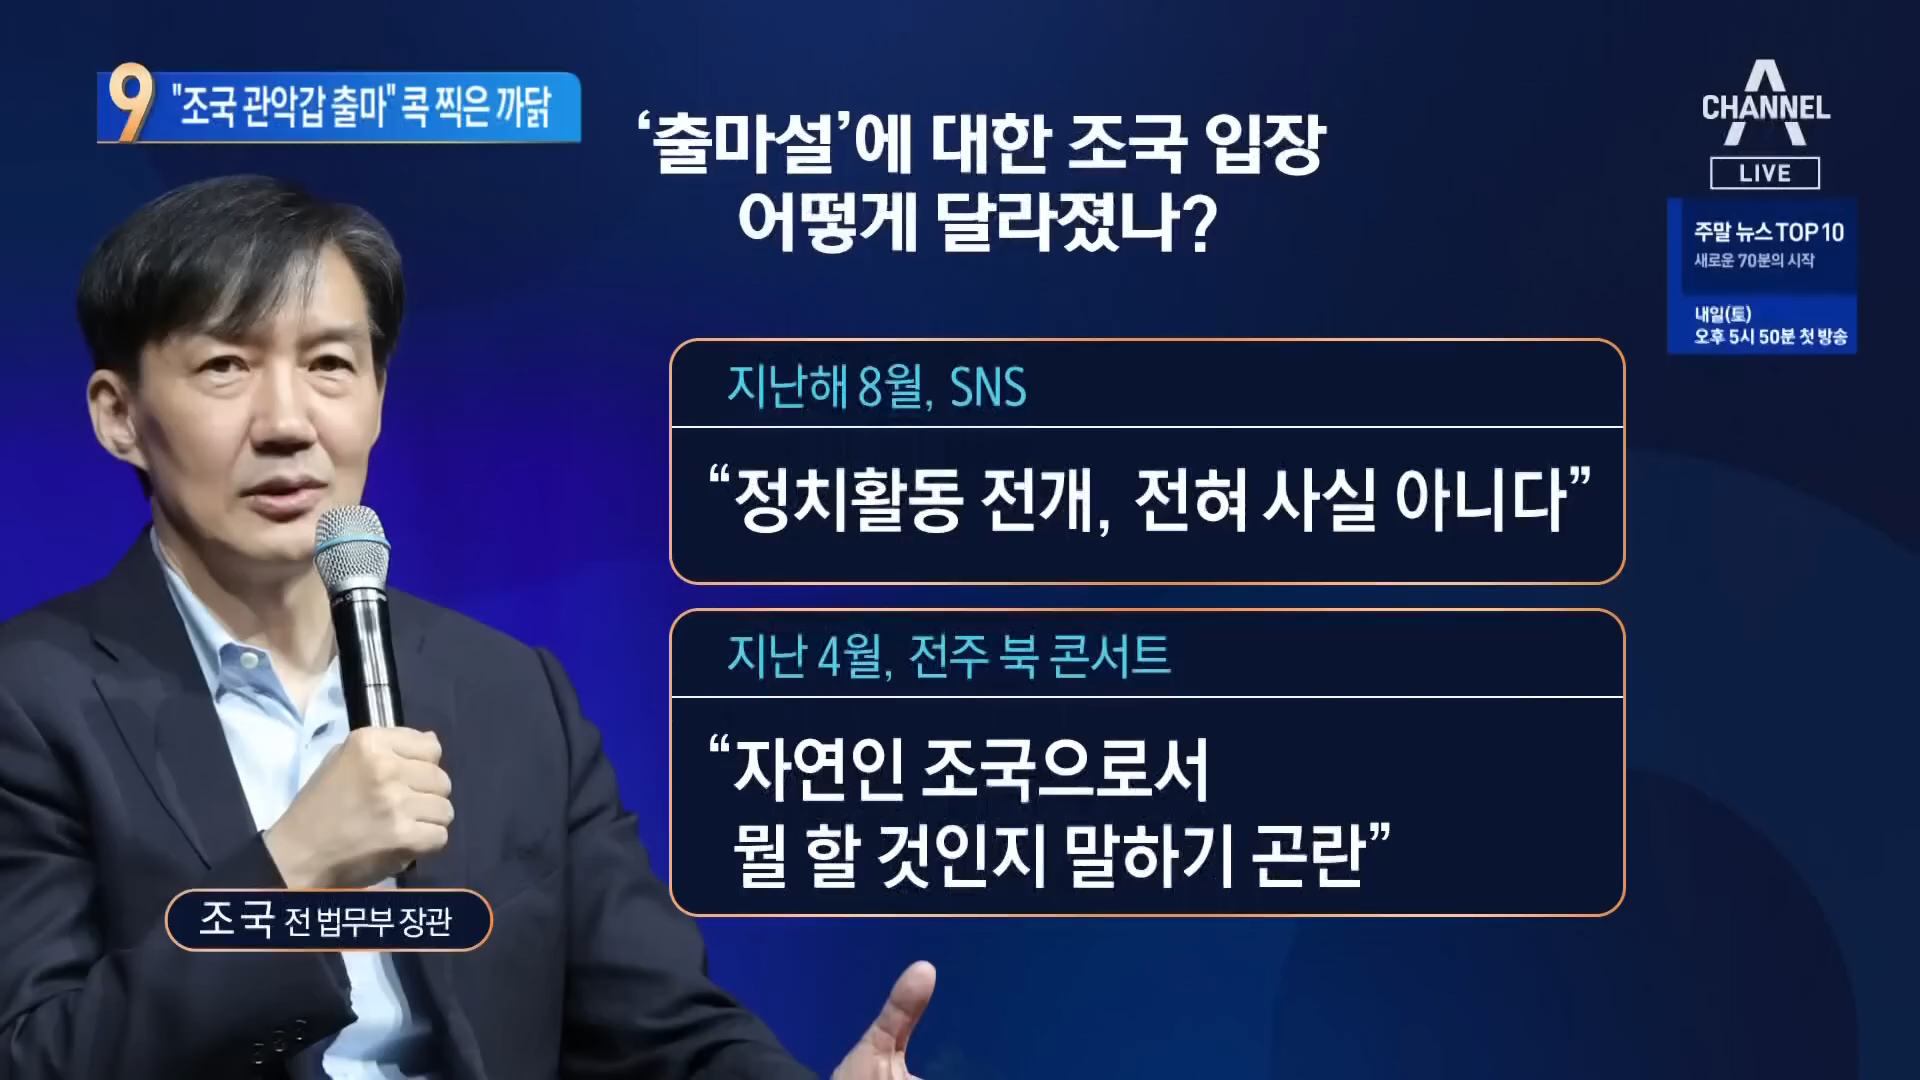 9 "조국 관악갑 출마" 콕 찍은 까닭
‘출마설’에 대한 조국 입장
어떻게 달라졌나?
CHANNEL A
LIVE
주말 뉴스 TOP 10
새로운 70분의 시작
내일(토)
오후 5시 50분 첫 방송
지난해 8월, SNS
“정치활동 전개, 전혀 사실 아니다”
지난 4월, 전주 북 콘서트
“자연인 조국으로서
뭘 할 것인지 말하기 곤란”
조 국 전 법무부 장관